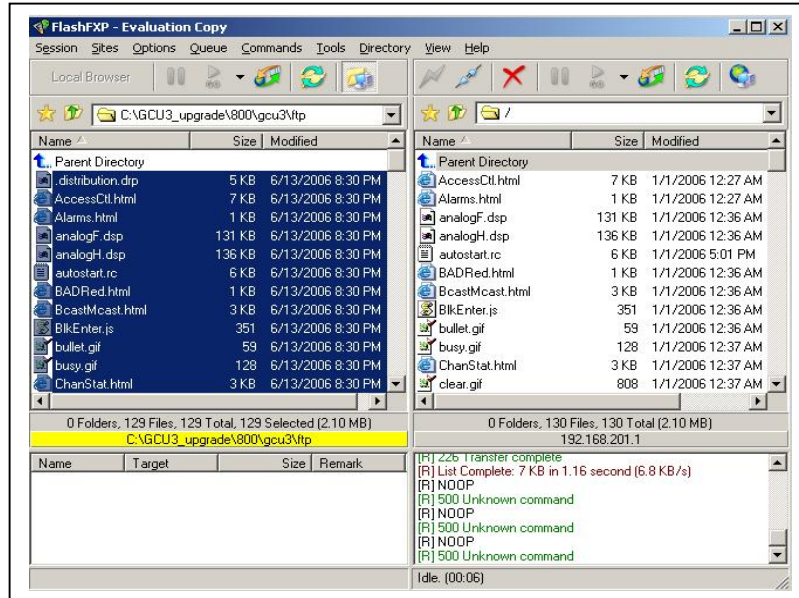 FlashFXP - Evaluation Copy
Session Sites Options Queue Commands Tools Directory View Help
Local Browser
C:\GCU3_upgrade\800\gcu3\ftp
Name Size Modified
Parent Directory
.distribution.drp 5 KB 6/13/2006 8:30 PM
AccessCtl.html 7 KB 6/13/2006 8:30 PM
Alarms.html 1 KB 6/13/2006 8:30 PM
analogF.dsp 131 KB 6/13/2006 8:30 PM
analogH.dsp 136 KB 6/13/2006 8:30 PM
autostart.rc 6 KB 6/13/2006 8:30 PM
BADRed.html 1 KB 6/13/2006 8:30 PM
BcastMcast.html 3 KB 6/13/2006 8:30 PM
BlkEnter.js 351 6/13/2006 8:30 PM
bullet.gif 59 6/13/2006 8:30 PM
busy.gif 128 6/13/2006 8:30 PM
ChanStat.html 3 KB 6/13/2006 8:30 PM
0 Folders, 129 Files, 129 Total, 129 Selected (2.10 MB)
C:\GCU3_upgrade\800\gcu3\ftp
Name Target Size Remark
/
Name Size Modified
Parent Directory
AccessCtl.html 7 KB 1/1/2006 12:27 AM
Alarms.html 1 KB 1/1/2006 12:27 AM
analogF.dsp 131 KB 1/1/2006 12:36 AM
analogH.dsp 136 KB 1/1/2006 12:36 AM
autostart.rc 6 KB 1/1/2006 5:01 PM
BADRed.html 1 KB 1/1/2006 12:36 AM
BcastMcast.html 3 KB 1/1/2006 12:36 AM
BlkEnter.js 351 1/1/2006 12:36 AM
bullet.gif 59 1/1/2006 12:36 AM
busy.gif 128 1/1/2006 12:37 AM
ChanStat.html 3 KB 1/1/2006 12:37 AM
clear.gif 808 1/1/2006 12:37 AM
0 Folders, 130 Files, 130 Total (2.10 MB)
192.168.201.1
[R] 226 Transfer complete
[R] List Complete: 7 KB in 1.16 second (6.8 KB/s)
[R] NOOP
[R] 500 Unknown command
[R] NOOP
[R] 500 Unknown command
[R] NOOP
[R] 500 Unknown command
Idle. (00:06)